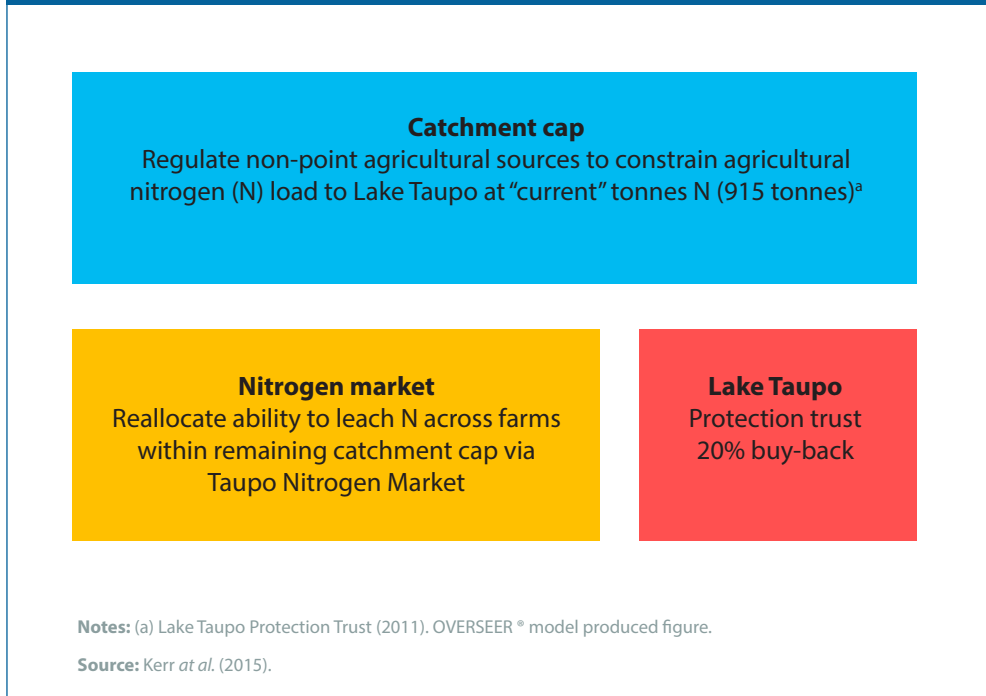 Catchment cap
Regulate non-point agricultural sources to constrain agricultural
nitrogen (N) load to Lake Taupo at “current” tonnes N (915 tonnes)ᵃ
Nitrogen market
Reallocate ability to leach N across farms
within remaining catchment cap via
Taupo Nitrogen Market
Lake Taupo
Protection trust
20% buy-back
Notes: (a) Lake Taupo Protection Trust (2011). OVERSEER ® model produced figure.
Source: Kerr at al. (2015).